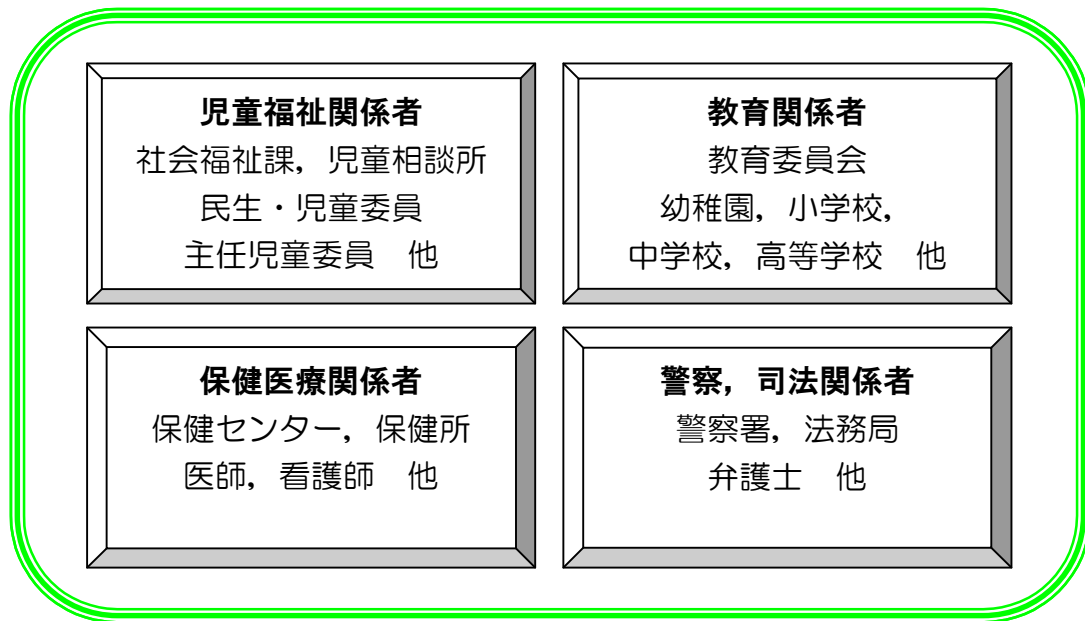 児童福祉関係者
社会福祉課，児童相談所
民生・児童委員
主任児童委員　他
教育関係者
教育委員会
幼稚園，小学校，
中学校，高等学校　他
保健医療関係者
保健センター，保健所
医師，看護師　他
警察，司法関係者
警察署，法務局
弁護士　他